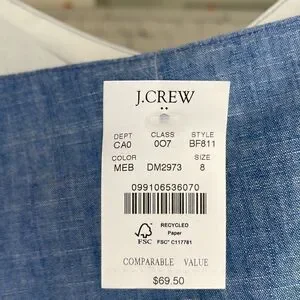 J.CREW
DEPT CLASS STYLE
CA0 007 BF811
COLOR SIZE
MEB DM2973 8
099106536070
FSC
RECYCLED
Paper
FSC® C117781
COMPARABLE VALUE
$69.50